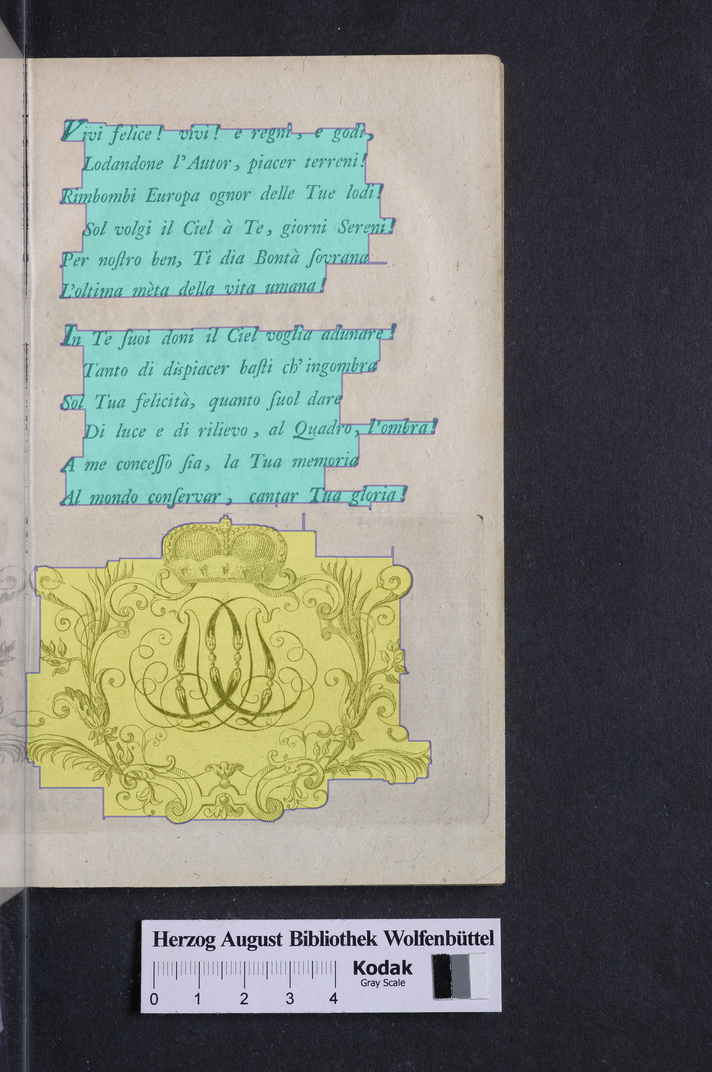 Vivi felice! vivi! e regni, e godi,
Lodandone l'Autor, piacer terreni!
Rimbombi Europa ognor delle Tue lodi!
Sol volgi il Ciel à Te, giorni Sereni!
Per noſtro ben, Ti dia Bontà ſovrana
L'oltima mèta della vita umana!
In Te ſuoi doni il Ciel voglia adunare!
Tanto di dispiacer baſti ch'ingombra
Sol Tua felicità, quanto ſuol dare
Di luce e di rilievo, al Quadro, l'ombra!
A me conceſſo ſia, la Tua memoria
Al mondo conſervar, cantar Tua gloria!
Herzog August Bibliothek Wolfenbüttel
Kodak
Gray Scale
0 1 2 3 4